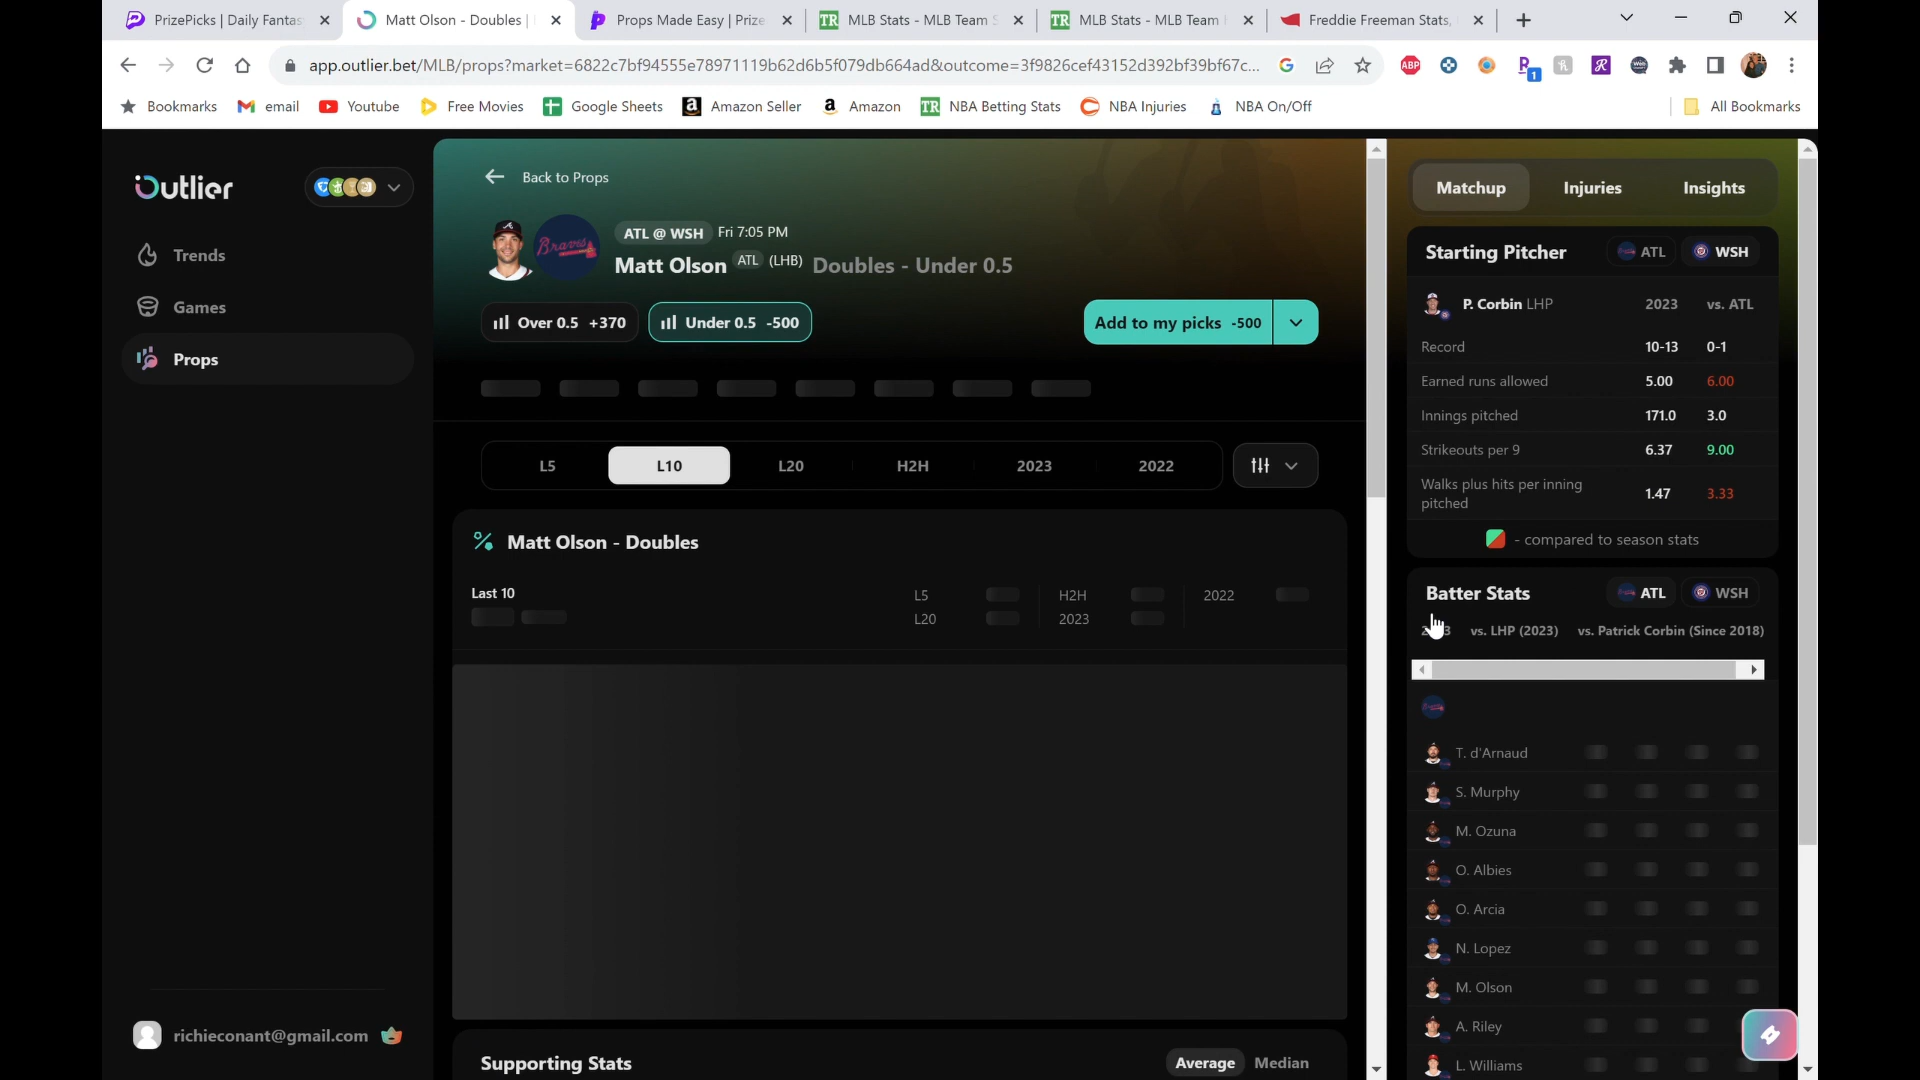 PrizePicks | Daily Fantas
Matt Olson - Doubles |
Props Made Easy | Prize
TR MLB Stats - MLB Team S
TR MLB Stats - MLB Team
Freddie Freeman Stats,
app.outlier.bet/MLB/props?market=6822c7bf94555e78971119b62d6b5f079db664ad&outcome=3f9826cef43152d392bf39bf67c...
ABP
1
Bookmarks
email
Youtube
Free Movies
Google Sheets
Amazon Seller
Amazon
TR NBA Betting Stats
NBA Injuries
NBA On/Off
All Bookmarks
Outlier
Trends
Games
Props
richieconant@gmail.com
Back to Props
ATL @ WSH Fri 7:05 PM
Braves
Matt Olson ATL (LHB) Doubles - Under 0.5
Over 0.5 +370
Under 0.5 -500
Add to my picks -500
L5 L10 L20 H2H 2023 2022
Matt Olson - Doubles
Last 10
L5 H2H 2022
L20 2023
Supporting Stats
Average Median
Matchup Injuries Insights
Starting Pitcher ATL WSH
P. Corbin LHP 2023 vs. ATL
Record 10-13 0-1
Earned runs allowed 5.00 6.00
Innings pitched 171.0 3.0
Strikeouts per 9 6.37 9.00
Walks plus hits per inning
pitched 1.47 3.33
- compared to season stats
Batter Stats ATL WSH
vs. LHP (2023) vs. Patrick Corbin (Since 2018)
T. d'Arnaud
S. Murphy
M. Ozuna
O. Albies
O. Arcia
N. Lopez
M. Olson
A. Riley
L. Williams